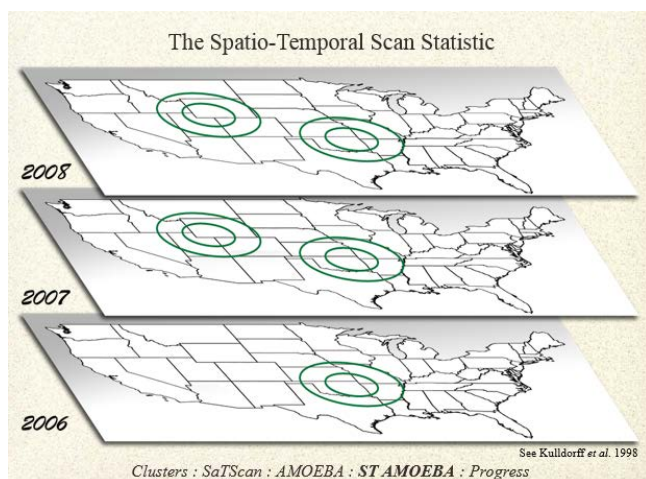 The Spatio-Temporal Scan Statistic
2008
2007
2006
See Kulldorff et al. 1998
Clusters : SaTScan : AMOEBA : ST AMOEBA : Progress